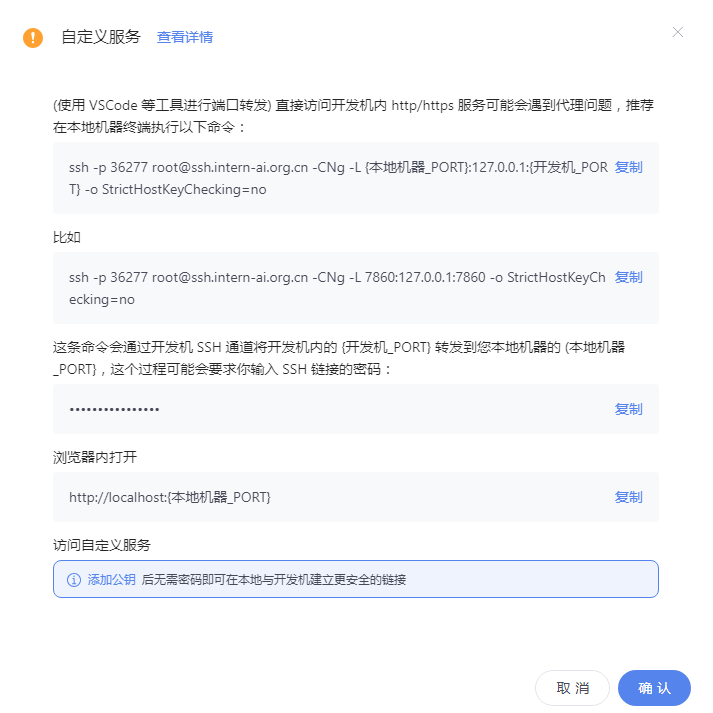 自定义服务 查看详情
(使用 VSCode 等工具进行端口转发) 直接访问开发机内 http/https 服务可能会遇到代理问题，推荐
在本地机器终端执行以下命令：
ssh -p 36277 root@ssh.intern-ai.org.cn -CNg -L {本地机器_PORT}:127.0.0.1:{开发机_POR 复制
T} -o StrictHostKeyChecking=no
比如
ssh -p 36277 root@ssh.intern-ai.org.cn -CNg -L 7860:127.0.0.1:7860 -o StrictHostKeyCh 复制
ecking=no
这条命令会通过开发机 SSH 通道将开发机内的 {开发机_PORT} 转发到您本地机器的 (本地机器
_PORT}，这个过程可能会要求你输入 SSH 链接的密码：
•••••••••••••••• 复制
浏览器内打开
http://localhost:{本地机器_PORT} 复制
访问自定义服务
添加公钥 后无需密码即可在本地与开发机建立更安全的链接
取 消 确 认